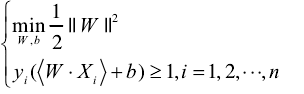 min_{W,b} 1/2 ‖W‖²
y_i(⟨W · X_i⟩ + b) ≥ 1, i = 1, 2, ⋯, n